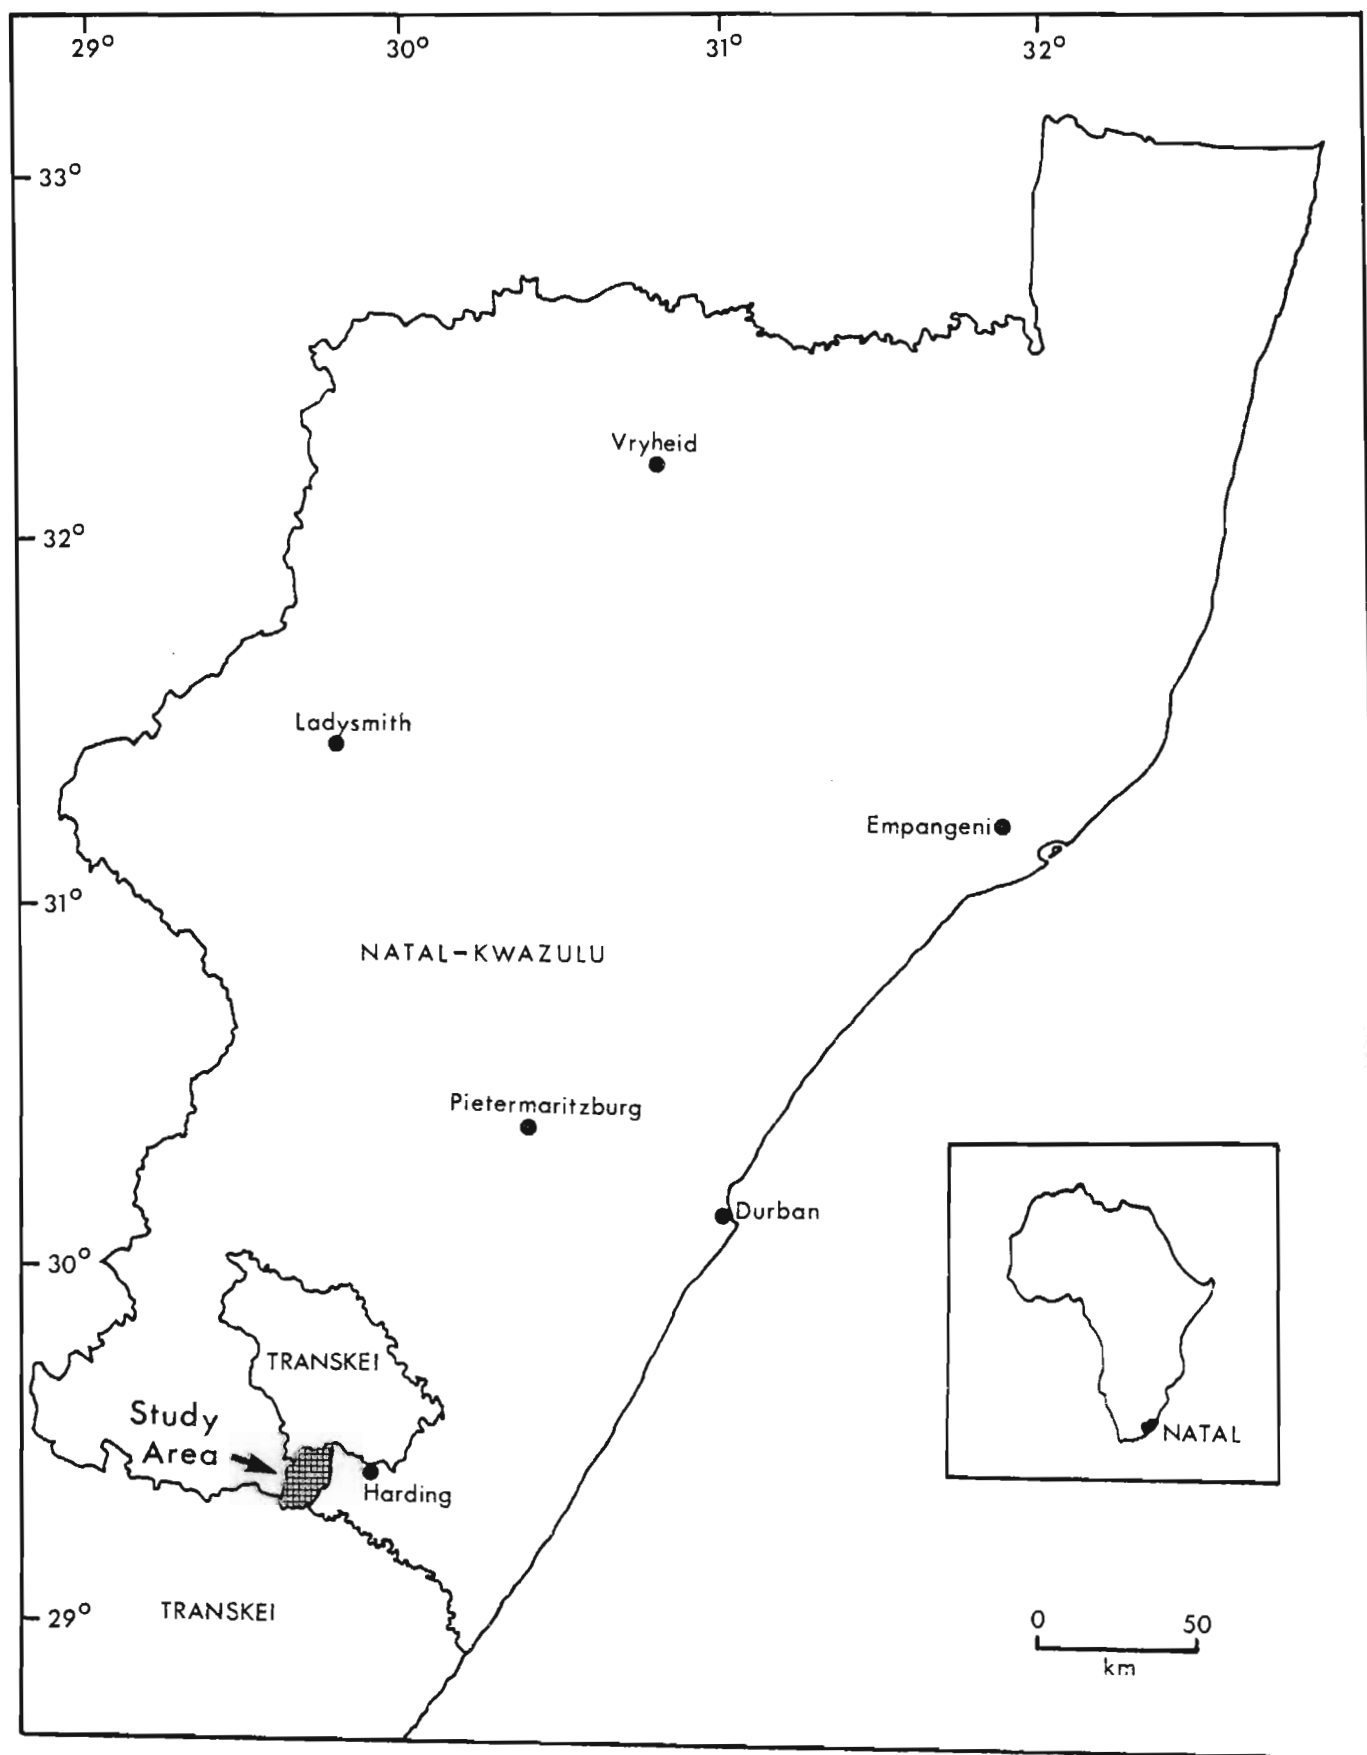 29° 30° 31° 32°
33°
Vryheid
32°
Ladysmith
Empangeni
31°
NATAL-KWAZULU
Pietermaritzburg
Durban
30°
TRANSKEI
Study
Area
NATAL
Harding
29°
TRANSKEI
0 50
km